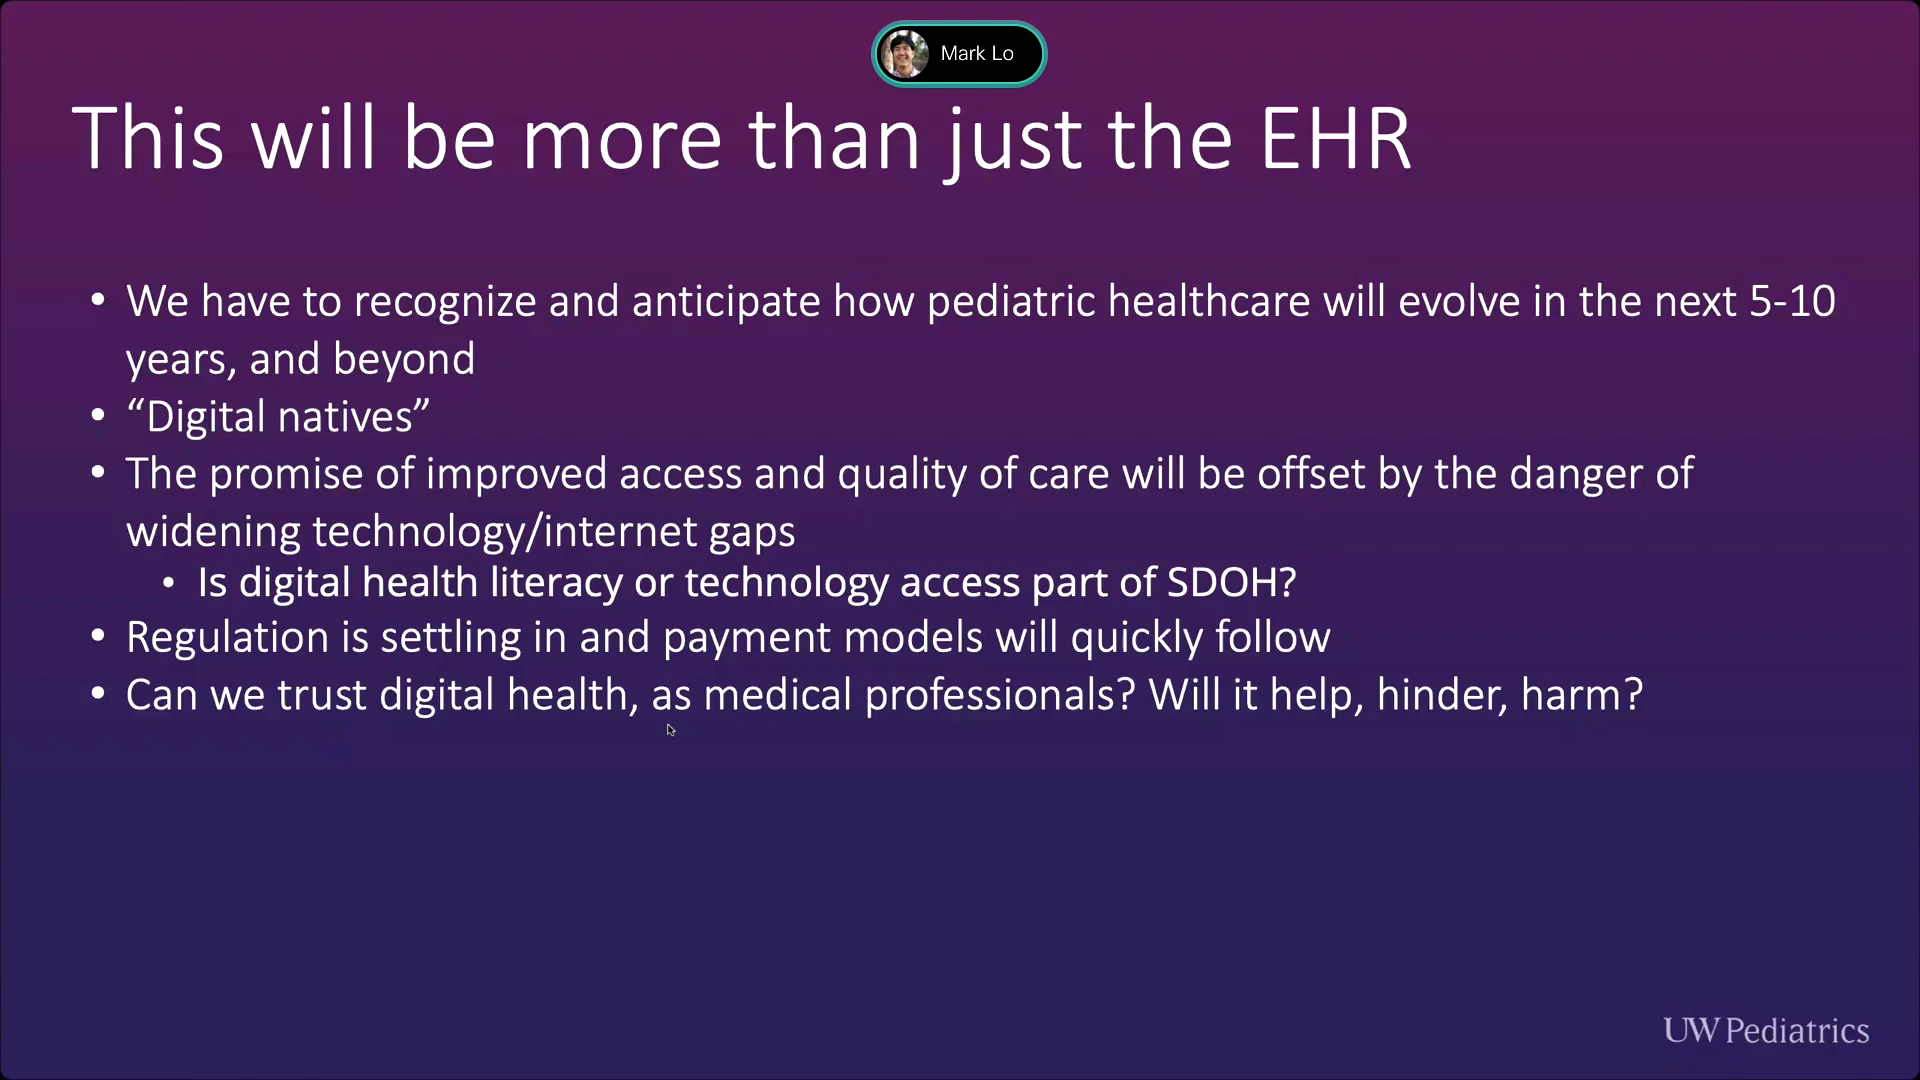 Mark Lo
This will be more than just the EHR
• We have to recognize and anticipate how pediatric healthcare will evolve in the next 5-10
years, and beyond
• “Digital natives”
• The promise of improved access and quality of care will be offset by the danger of
widening technology/internet gaps
• Is digital health literacy or technology access part of SDOH?
• Regulation is settling in and payment models will quickly follow
• Can we trust digital health, as medical professionals? Will it help, hinder, harm?
UW Pediatrics